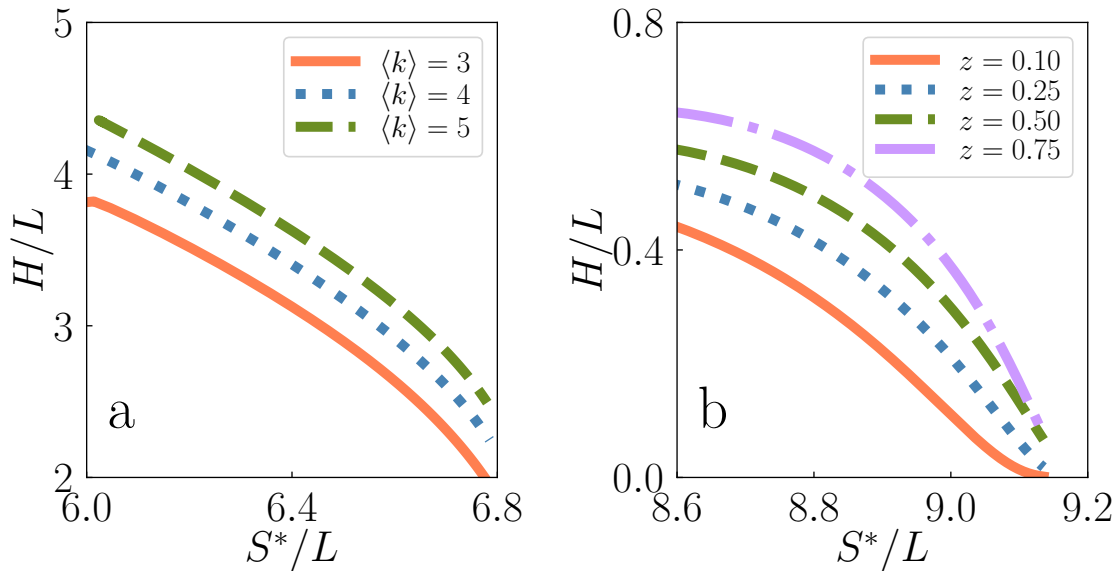 5
4
3
2
H/L
⟨k⟩ = 3
⟨k⟩ = 4
⟨k⟩ = 5
a
6.0 6.4 6.8
S*/L
0.8
0.4
0.0
H/L
z = 0.10
z = 0.25
z = 0.50
z = 0.75
b
8.6 8.8 9.0 9.2
S*/L